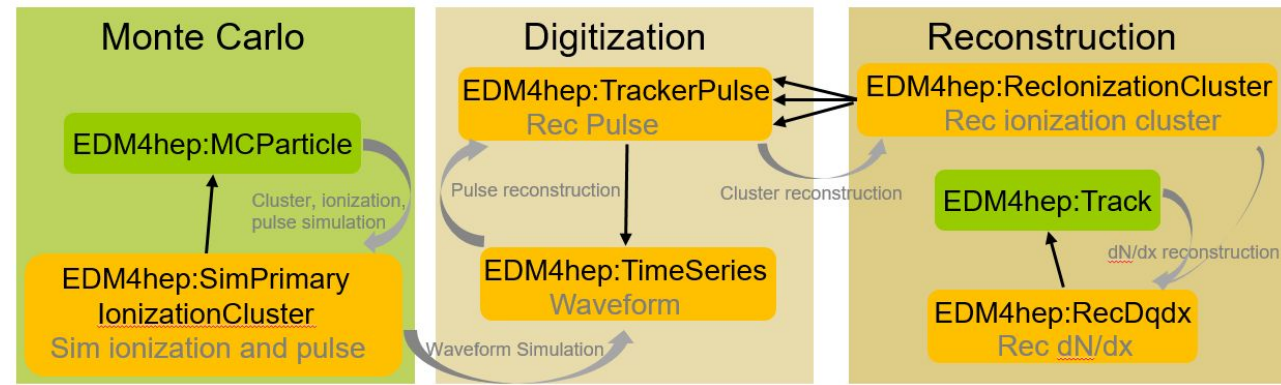 Monte Carlo
EDM4hep:MCParticle
Cluster, ionization,
pulse simulation
EDM4hep:SimPrimary
IonizationCluster
Sim ionization and pulse
Waveform Simulation
Digitization
EDM4hep:TrackerPulse
Rec Pulse
Pulse reconstruction
EDM4hep:TimeSeries
Waveform
Cluster reconstruction
Reconstruction
EDM4hep:RecIonizationCluster
Rec ionization cluster
EDM4hep:Track
dN/dx reconstruction
EDM4hep:RecDqdx
Rec dN/dx